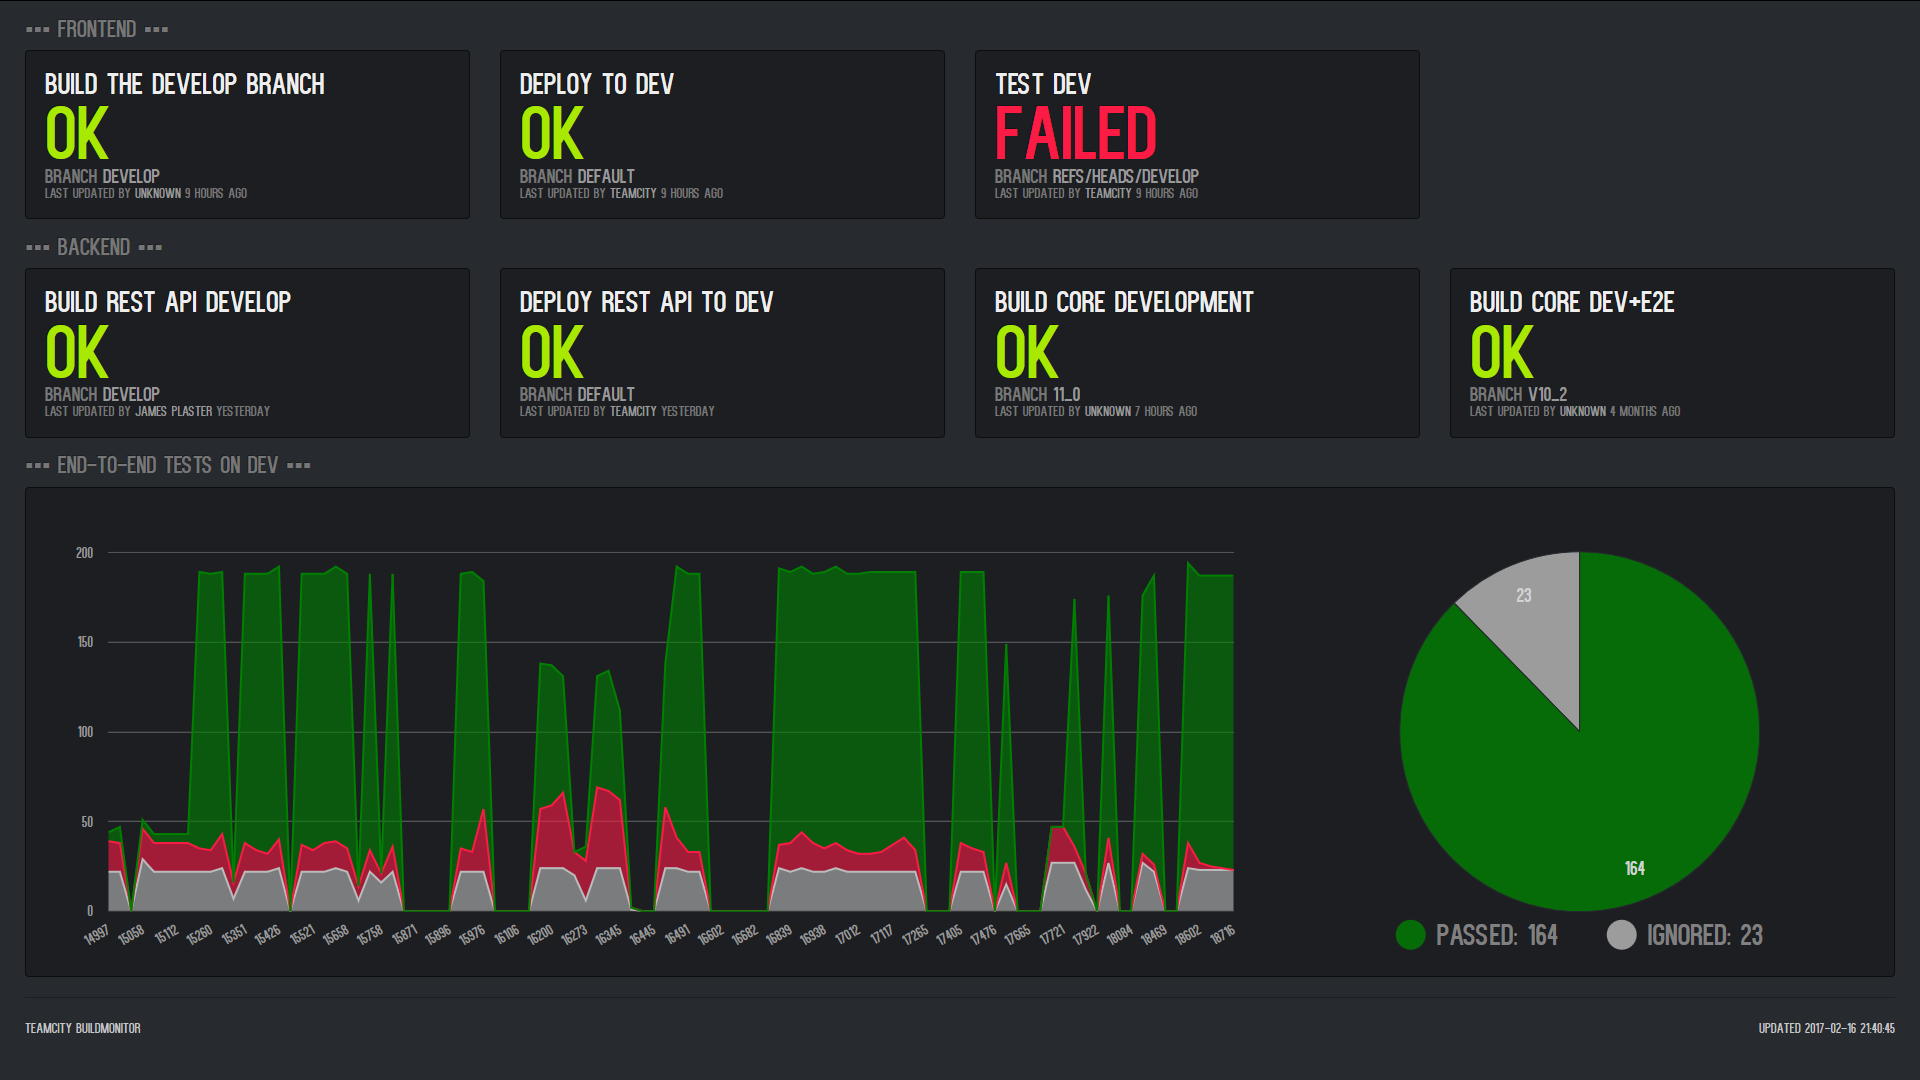 --- FRONTEND ---
BUILD THE DEVELOP BRANCH
OK
BRANCH DEVELOP
LAST UPDATED BY UNKNOWN 9 HOURS AGO
DEPLOY TO DEV
OK
BRANCH DEFAULT
LAST UPDATED BY TEAMCITY 9 HOURS AGO
TEST DEV
FAILED
BRANCH REFS/HEADS/DEVELOP
LAST UPDATED BY TEAMCITY 9 HOURS AGO
--- BACKEND ---
BUILD REST API DEVELOP
OK
BRANCH DEVELOP
LAST UPDATED BY JAMES PLASTER YESTERDAY
DEPLOY REST API TO DEV
OK
BRANCH DEFAULT
LAST UPDATED BY TEAMCITY YESTERDAY
BUILD CORE DEVELOPMENT
OK
BRANCH 11_0
LAST UPDATED BY UNKNOWN 7 HOURS AGO
BUILD CORE DEV+E2E
OK
BRANCH V10_2
LAST UPDATED BY UNKNOWN 4 MONTHS AGO
--- END-TO-END TESTS ON DEV ---
200
150
100
50
0
14997 15058 15112 15260 15351 15426 15521 15658 15758 15871 15896 15976 16106 16200 16273 16345 16445 16491 16602 16682 16839 16938 17012 17117 17265 17405 17476 17665 17721 17922 18084 18469 18602 18716
23
164
PASSED: 164
IGNORED: 23
TEAMCITY BUILDMONITOR
UPDATED 2017-02-16 21:40:45